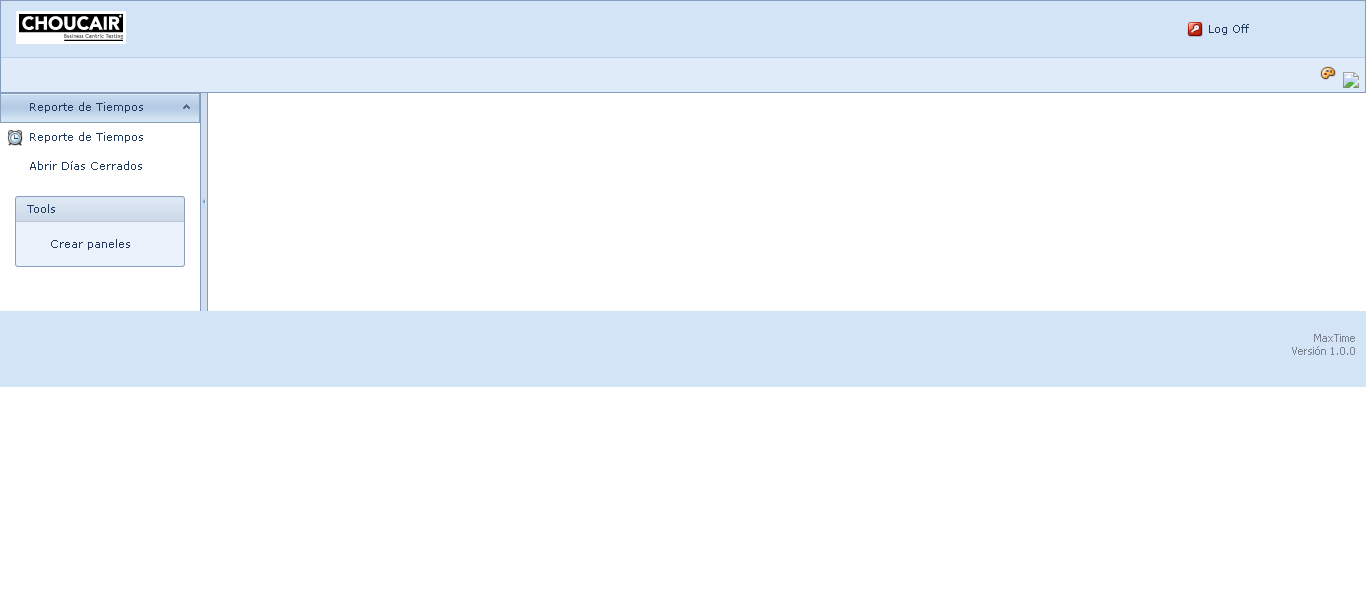 CHOUCAIR
Business Centric Testing
Log Off
Reporte de Tiempos
Reporte de Tiempos
Abrir Días Cerrados
Tools
Crear paneles
MaxTime
Versión 1.0.0